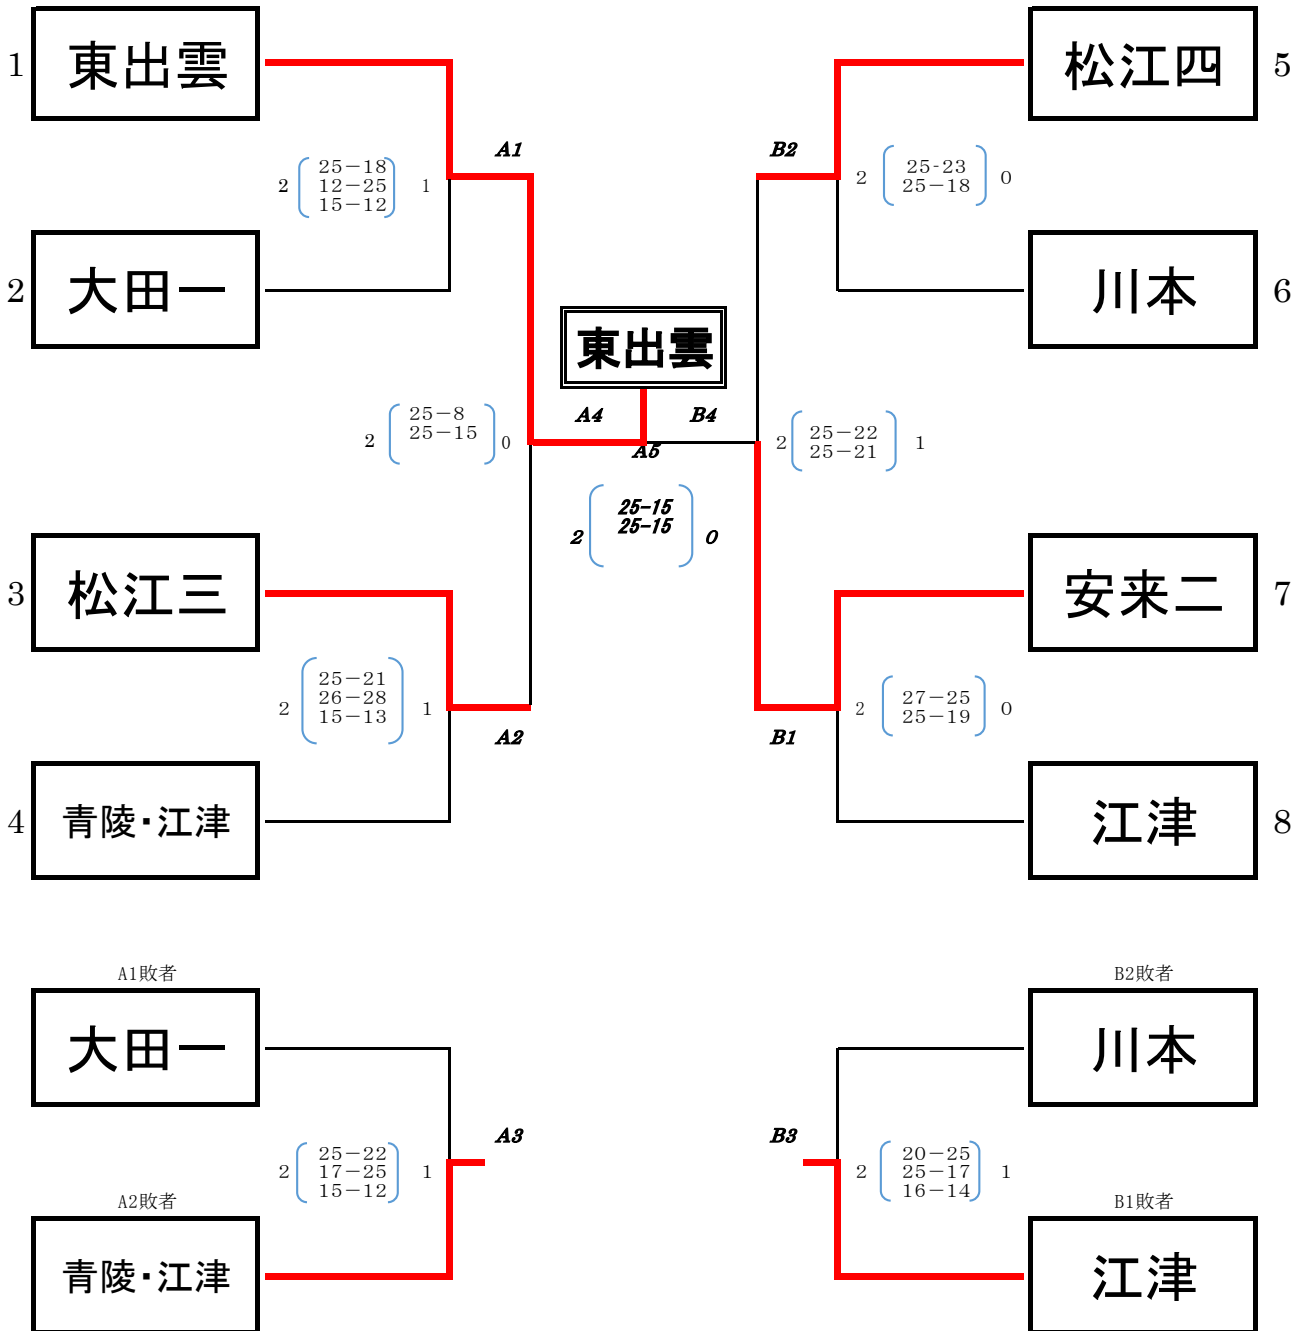 1 東出雲
松江四 5
A1
B2
2 25－18 1
12－25
15－12
2 25-23 0
25－18
2 大田一
川本 6
東出雲
A4
B4
2 25－8 0
25－15
A5
2 25－22 1
25－21
2 25-15 0
25-15
3 松江三
安来二 7
2 25－21 1
26－28
15－13
2 27－25 0
25－19
A2
B1
4 青陵・江津
江津 8
A1敗者
大田一
B2敗者
川本
A3
B3
2 25－22 1
17－25
15－12
2 20－25 1
25－17
16－14
A2敗者
青陵・江津
B1敗者
江津